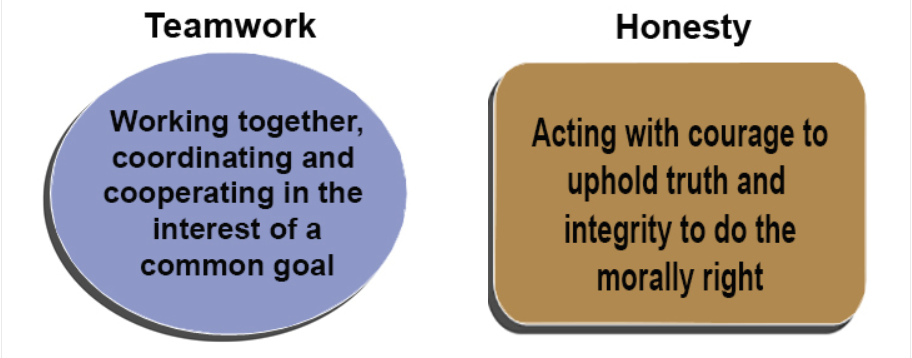 Teamwork
Working together,
coordinating and
cooperating in the
interest of a
common goal
Honesty
Acting with courage to
uphold truth and
integrity to do the
morally right